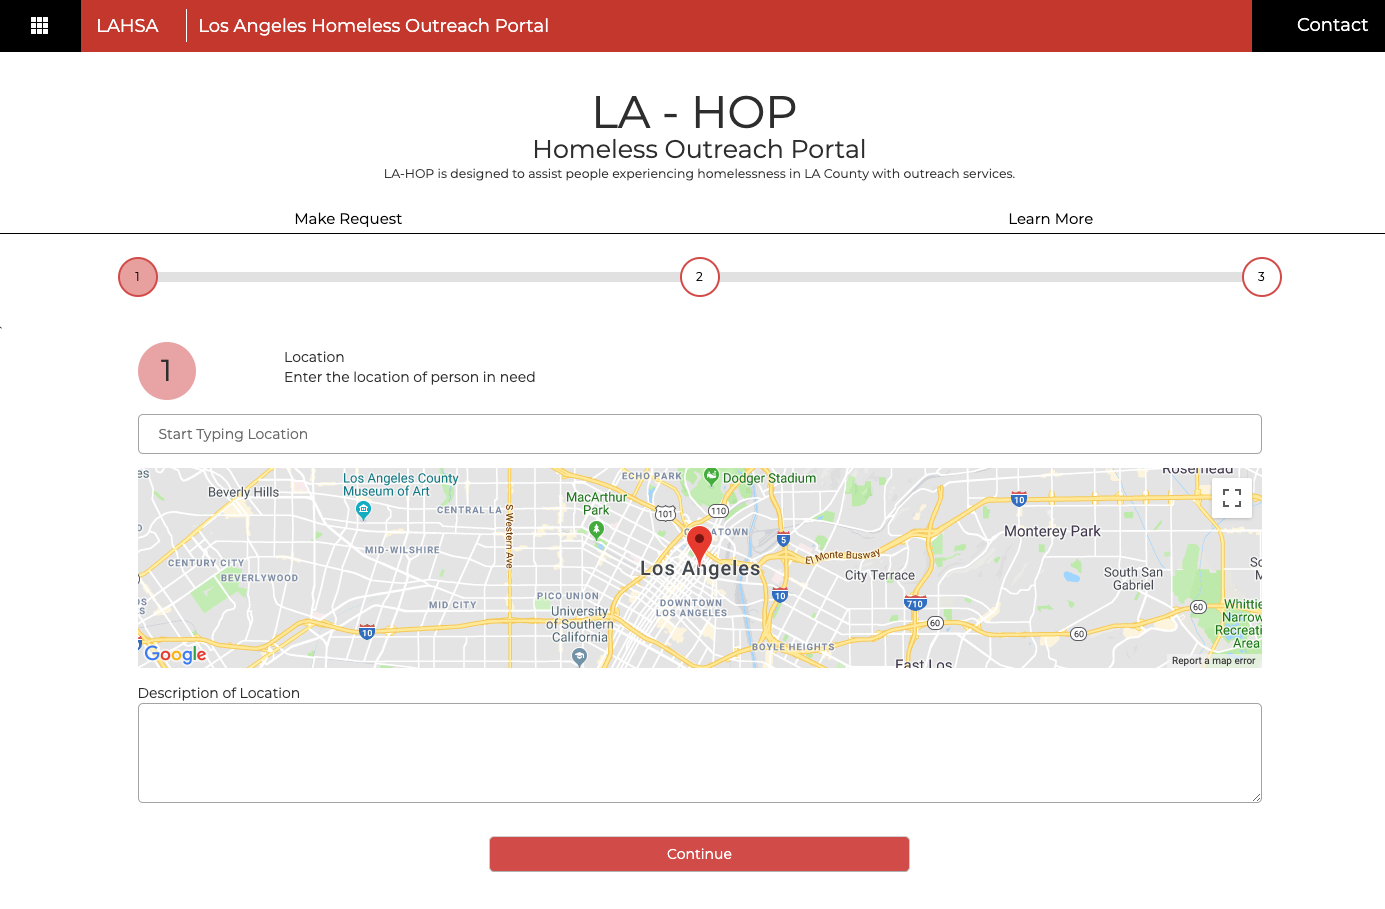 LAHSA
Los Angeles Homeless Outreach Portal
Contact
LA - HOP
Homeless Outreach Portal
LA-HOP is designed to assist people experiencing homelessness in LA County with outreach services.
Make Request
Learn More
1
2
3
1
Location
Enter the location of person in need
Start Typing Location
Rosemead
ECHO PARK
Dodger Stadium
Los Angeles County
Museum of Art
Beverly Hills
MacArthur
Park
CENTRAL LA
S Western Ave
101
110
10
5
Monterey Park
MID-WILSHIRE
El Monte Busway
CENTURY CITY
BEVERLYWOOD
Los Angeles
City Terrace
South San
Gabriel
PICO UNION
10
MID CITY
DOWNTOWN
LOS ANGELES
710
60
University
of Southern
California
60
60
10
BOYLE HEIGHTS
Whittie
Narrow
Recreati
Area
East Los
Google
Report a map error
Description of Location
Continue